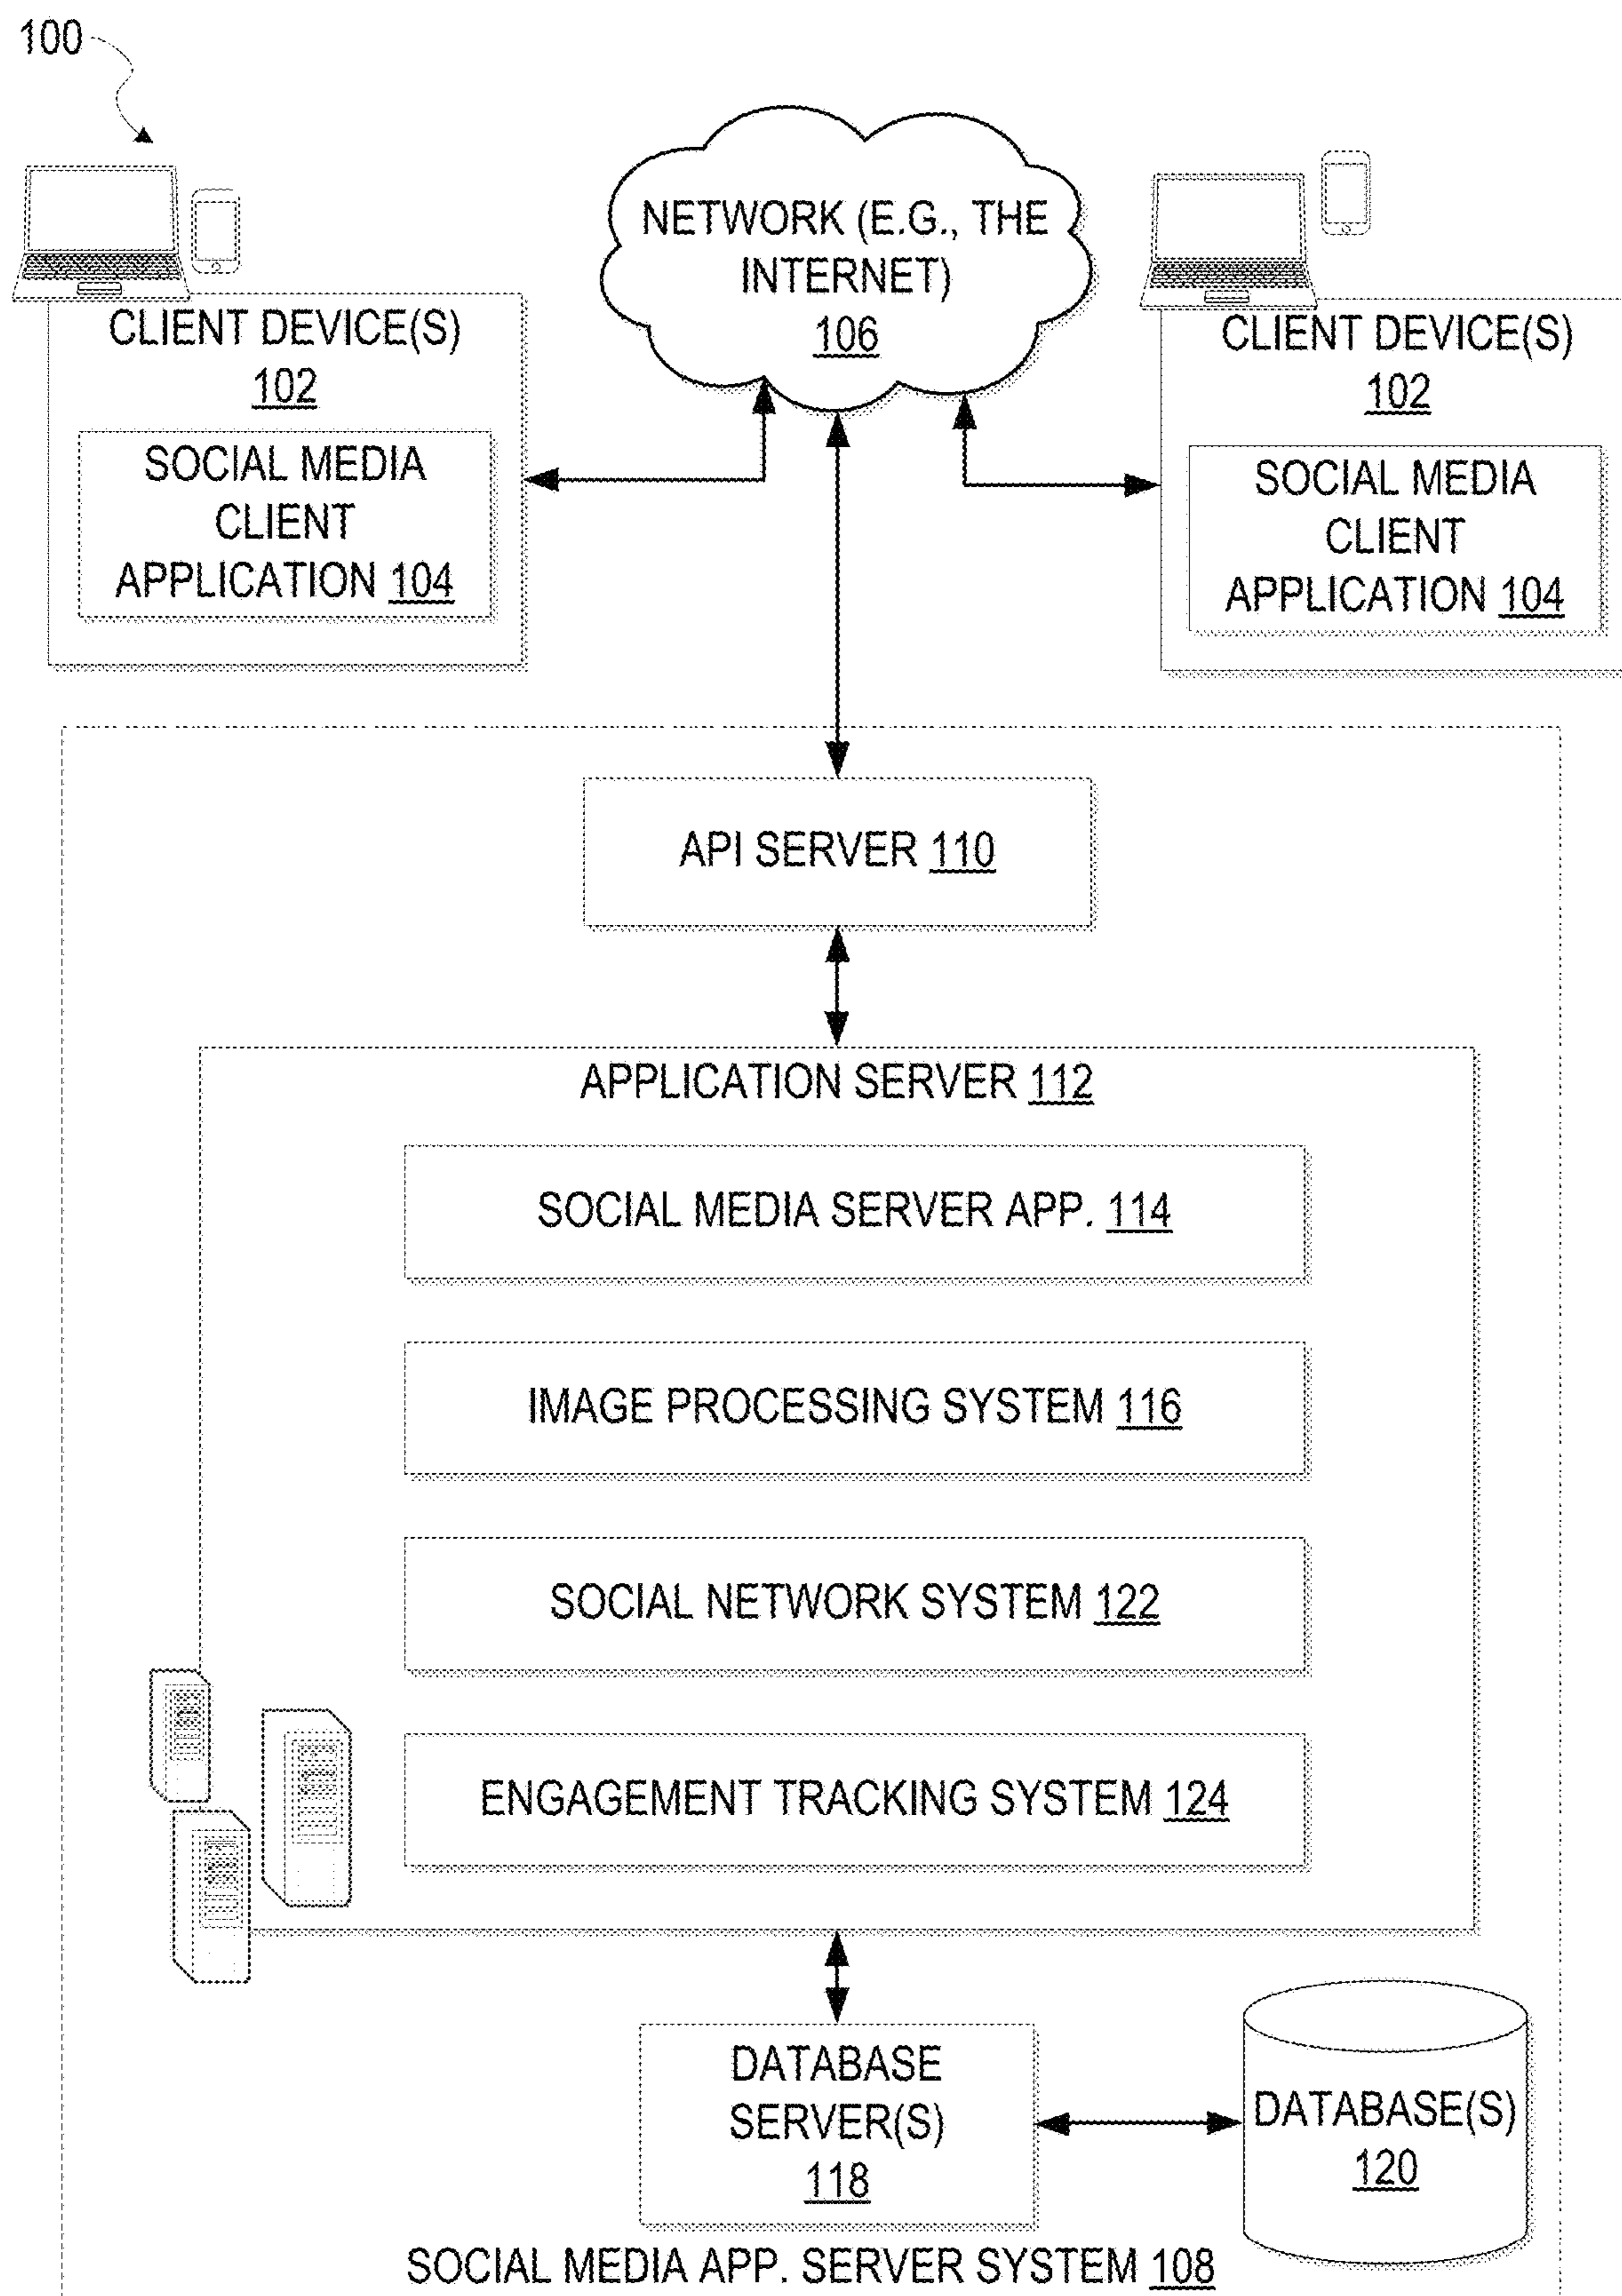 100
NETWORK (E.G., THE
INTERNET)
106
CLIENT DEVICE(S)
102
SOCIAL MEDIA
CLIENT
APPLICATION 104
CLIENT DEVICE(S)
102
SOCIAL MEDIA
CLIENT
APPLICATION 104
API SERVER 110
APPLICATION SERVER 112
SOCIAL MEDIA SERVER APP. 114
IMAGE PROCESSING SYSTEM 116
SOCIAL NETWORK SYSTEM 122
ENGAGEMENT TRACKING SYSTEM 124
DATABASE
SERVER(S)
118
DATABASE(S)
120
SOCIAL MEDIA APP. SERVER SYSTEM 108